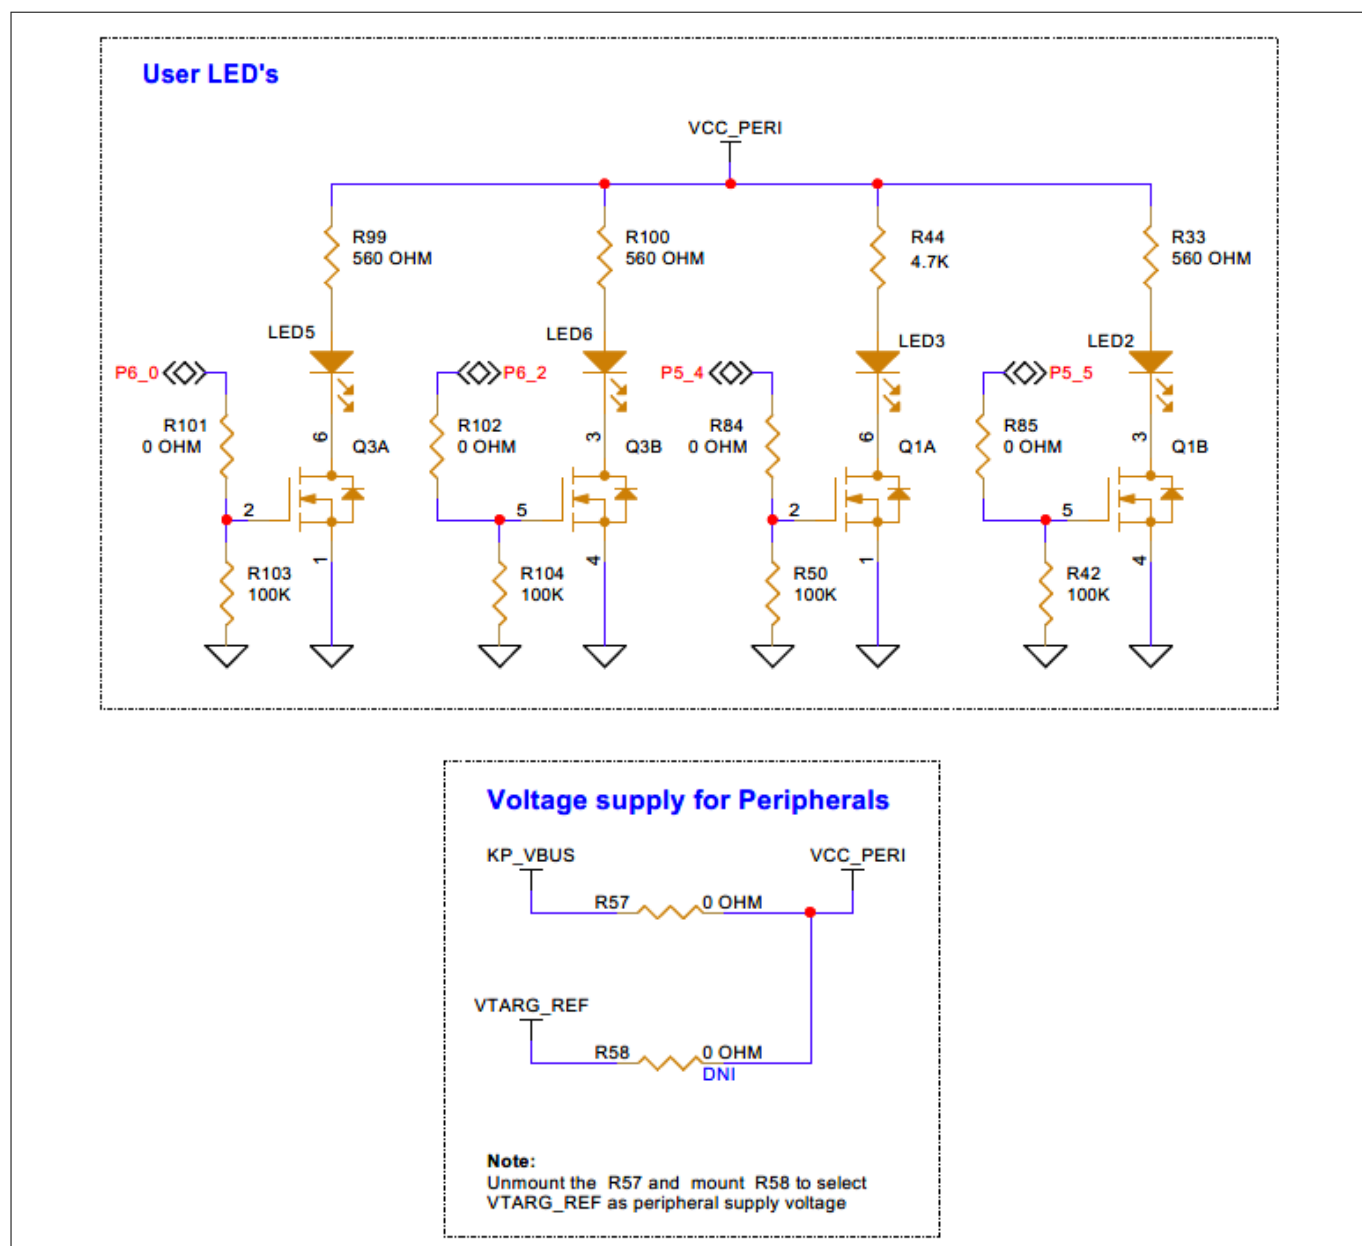 User LED's
VCC_PERI
R99
560 OHM
R100
560 OHM
R44
4.7K
R33
560 OHM
LED5
LED6
LED3
LED2
P6_0
P6_2
P5_4
P5_5
R101
0 OHM
6
Q3A
R102
0 OHM
3
Q3B
R84
0 OHM
6
Q1A
R85
0 OHM
3
Q1B
2
5
2
5
R103
100K
1
R104
100K
4
R50
100K
1
R42
100K
4
Voltage supply for Peripherals
KP_VBUS
VCC_PERI
R57
0 OHM
VTARG_REF
R58
0 OHM
DNI
Note:
Unmount the R57 and mount R58 to select
VTARG_REF as peripheral supply voltage